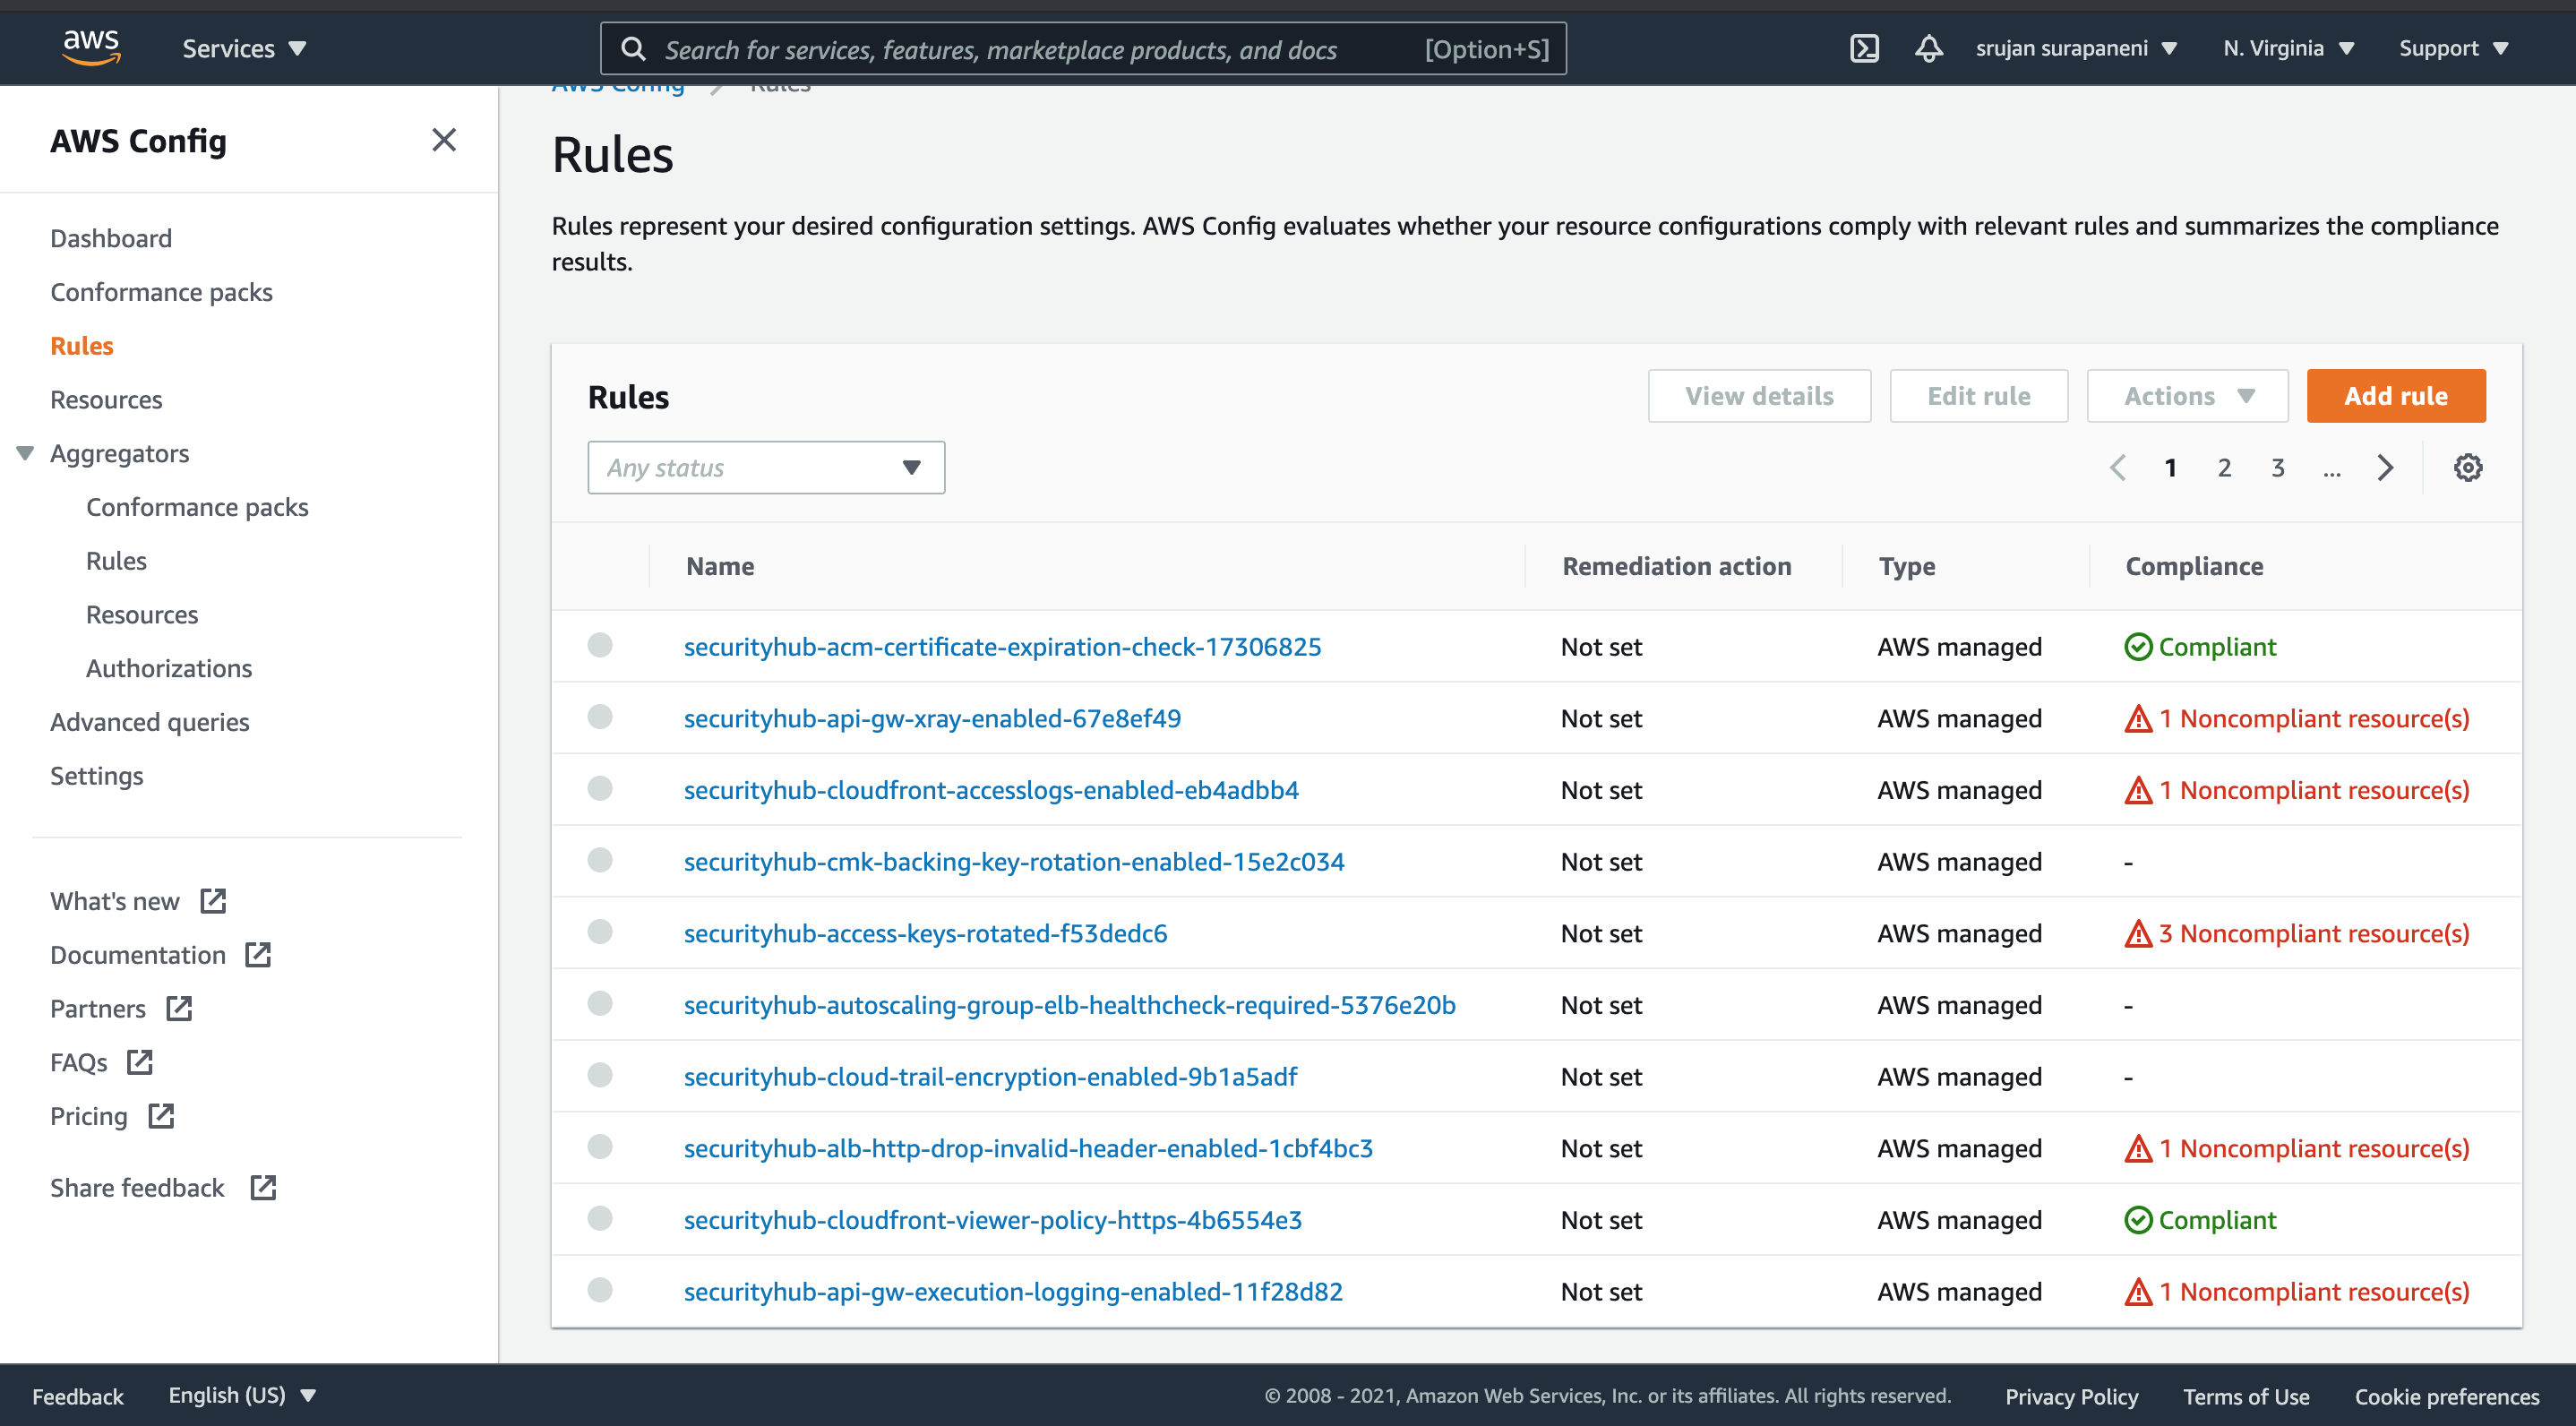 aws
Services
Search for services, features, marketplace products, and docs [Option+S]
srujan surapaneni
N. Virginia
Support
AWS Config
Dashboard
Conformance packs
Rules
Resources
Aggregators
Conformance packs
Rules
Resources
Authorizations
Advanced queries
Settings
What's new
Documentation
Partners
FAQs
Pricing
Share feedback
AWS Config > Rules
Rules
Rules represent your desired configuration settings. AWS Config evaluates whether your resource configurations comply with relevant rules and summarizes the compliance
results.
Rules
View details
Edit rule
Actions
Add rule
Any status
1 2 3 ...
Name Remediation action Type Compliance
securityhub-acm-certificate-expiration-check-17306825 Not set AWS managed Compliant
securityhub-api-gw-xray-enabled-67e8ef49 Not set AWS managed 1 Noncompliant resource(s)
securityhub-cloudfront-accesslogs-enabled-eb4adbb4 Not set AWS managed 1 Noncompliant resource(s)
securityhub-cmk-backing-key-rotation-enabled-15e2c034 Not set AWS managed -
securityhub-access-keys-rotated-f53dedc6 Not set AWS managed 3 Noncompliant resource(s)
securityhub-autoscaling-group-elb-healthcheck-required-5376e20b Not set AWS managed -
securityhub-cloud-trail-encryption-enabled-9b1a5adf Not set AWS managed -
securityhub-alb-http-drop-invalid-header-enabled-1cbf4bc3 Not set AWS managed 1 Noncompliant resource(s)
securityhub-cloudfront-viewer-policy-https-4b6554e3 Not set AWS managed Compliant
securityhub-api-gw-execution-logging-enabled-11f28d82 Not set AWS managed 1 Noncompliant resource(s)
Feedback
English (US)
© 2008 - 2021, Amazon Web Services, Inc. or its affiliates. All rights reserved.
Privacy Policy
Terms of Use
Cookie preferences